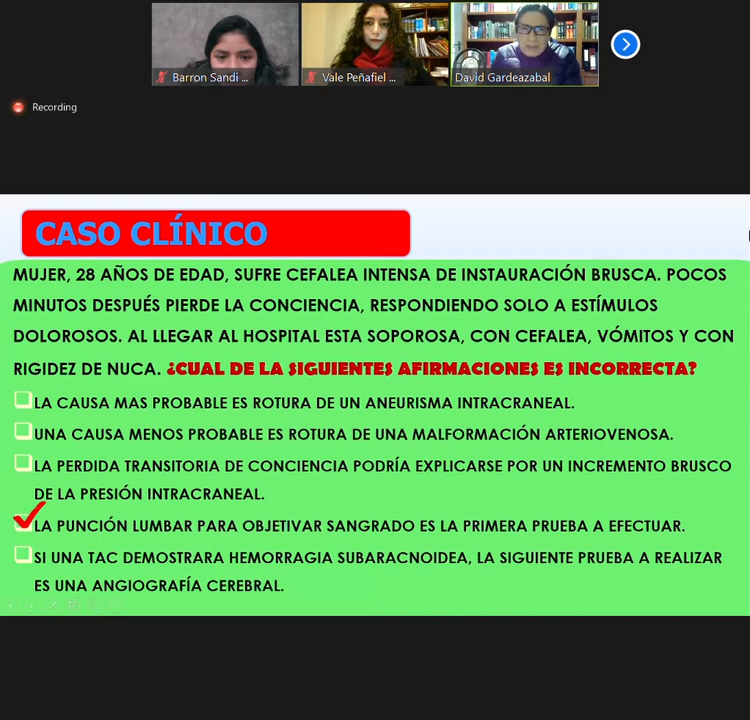 Barron Sandi ...
Vale Peñafiel ...
David Gardeazabal
Recording
CASO CLÍNICO
MUJER, 28 AÑOS DE EDAD, SUFRE CEFALEA INTENSA DE INSTAURACIÓN BRUSCA. POCOS
MINUTOS DESPUÉS PIERDE LA CONCIENCIA, RESPONDIENDO SOLO A ESTÍMULOS
DOLOROSOS. AL LLEGAR AL HOSPITAL ESTA SOPOROSA, CON CEFALEA, VÓMITOS Y CON
RIGIDEZ DE NUCA. ¿CUAL DE LA SIGUIENTES AFIRMACIONES ES INCORRECTA?
LA CAUSA MAS PROBABLE ES ROTURA DE UN ANEURISMA INTRACRANEAL.
UNA CAUSA MENOS PROBABLE ES ROTURA DE UNA MALFORMACIÓN ARTERIOVENOSA.
LA PERDIDA TRANSITORIA DE CONCIENCIA PODRÍA EXPLICARSE POR UN INCREMENTO BRUSCO
DE LA PRESIÓN INTRACRANEAL.
LA PUNCIÓN LUMBAR PARA OBJETIVAR SANGRADO ES LA PRIMERA PRUEBA A EFECTUAR.
SI UNA TAC DEMOSTRARA HEMORRAGIA SUBARACNOIDEA, LA SIGUIENTE PRUEBA A REALIZAR
ES UNA ANGIOGRAFÍA CEREBRAL.